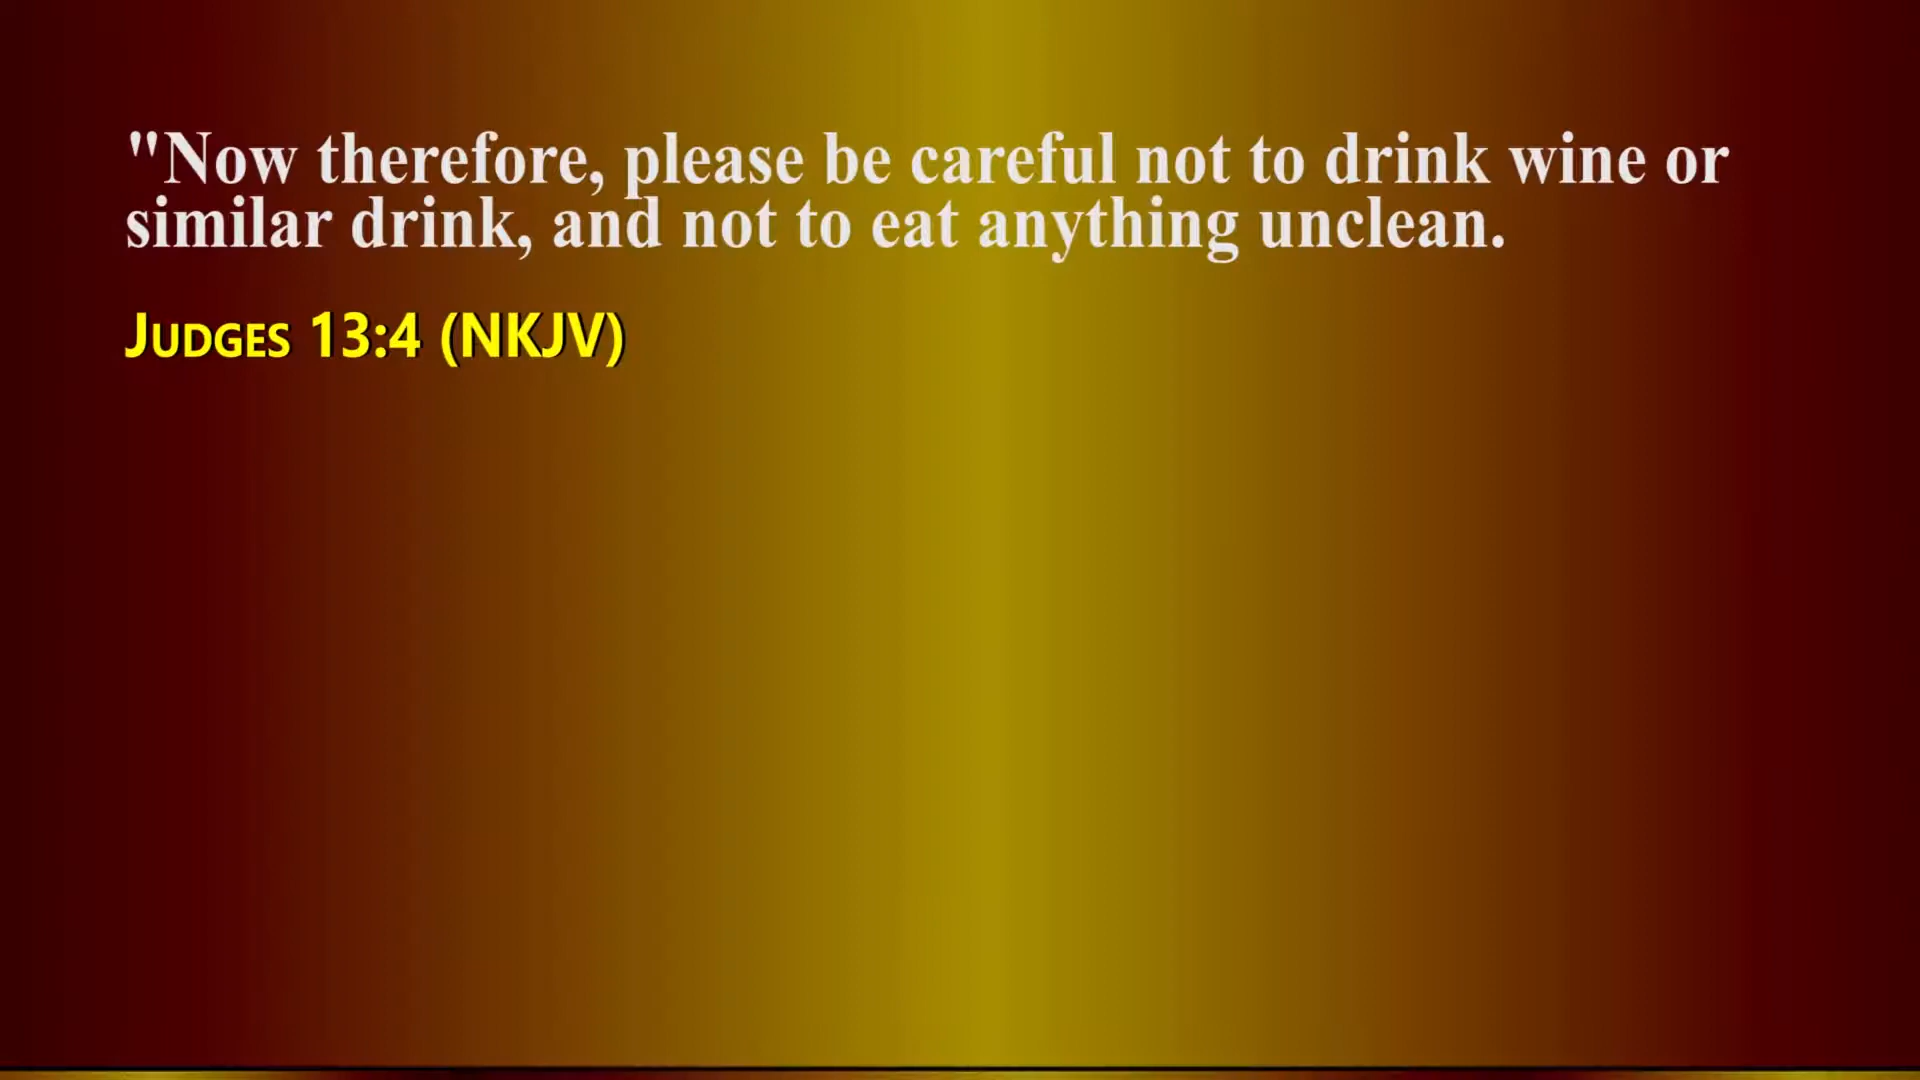 "Now therefore, please be careful not to drink wine or
similar drink, and not to eat anything unclean.
Judges 13:4 (NKJV)